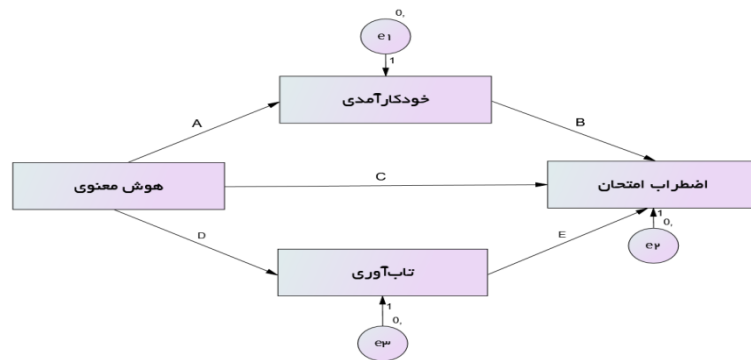 0,
e۱
1
خودکارآمدی
A
B
هوش معنوی
C
اضطراب امتحان
D
E
1
0,
e۲
تاب‌آوری
1
0,
e۳